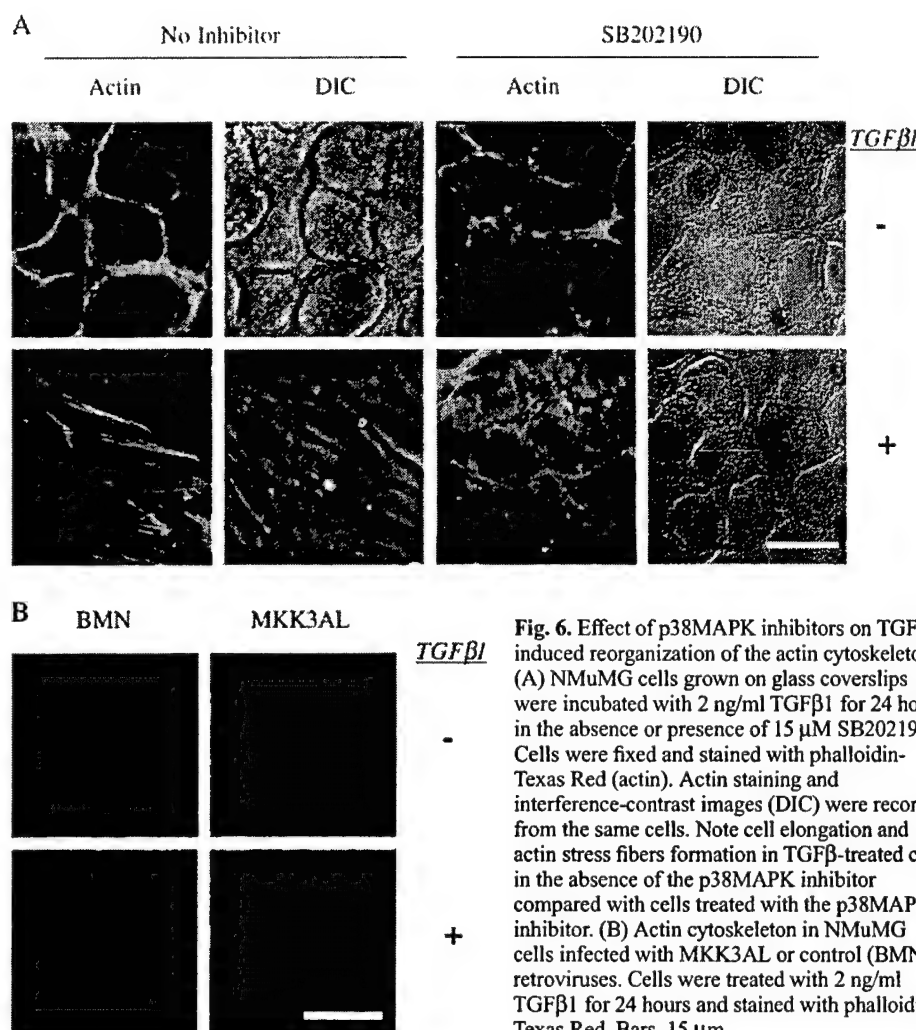 A
No Inhibitor SB202190
Actin DIC Actin DIC
TGFβ1
-
+
B
BMN MKK3AL
TGFβ1
-
+
Fig. 6. Effect of p38MAPK inhibitors on TGF
induced reorganization of the actin cytoskeleto
(A) NMuMG cells grown on glass coverslips
were incubated with 2 ng/ml TGFβ1 for 24 ho
in the absence or presence of 15 μM SB20219
Cells were fixed and stained with phalloidin-
Texas Red (actin). Actin staining and
interference-contrast images (DIC) were recor
from the same cells. Note cell elongation and
actin stress fibers formation in TGFβ-treated c
in the absence of the p38MAPK inhibitor
compared with cells treated with the p38MAP
inhibitor. (B) Actin cytoskeleton in NMuMG
cells infected with MKK3AL or control (BMN
retroviruses. Cells were treated with 2 ng/ml
TGFβ1 for 24 hours and stained with phalloid
Texas Red. Bars, 15 μm